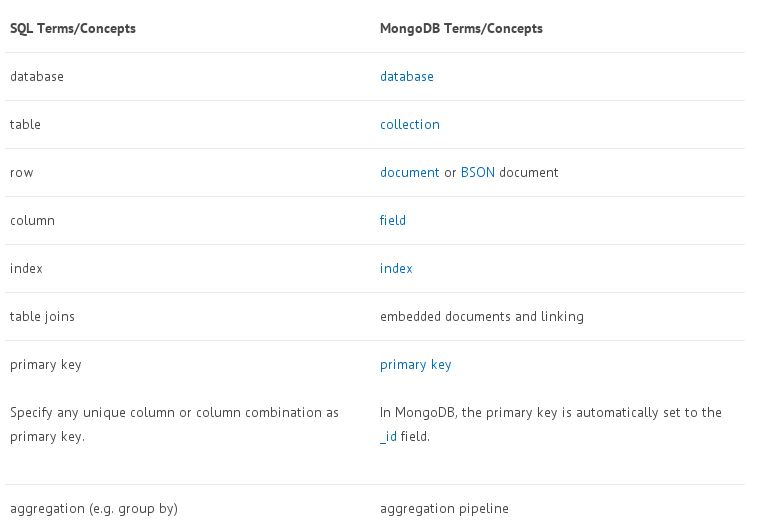 SQL Terms/Concepts MongoDB Terms/Concepts
database database
table collection
row document or BSON document
column field
index index
table joins embedded documents and linking
primary key primary key
Specify any unique column or column combination as In MongoDB, the primary key is automatically set to the
primary key. _id field.
aggregation (e.g. group by) aggregation pipeline